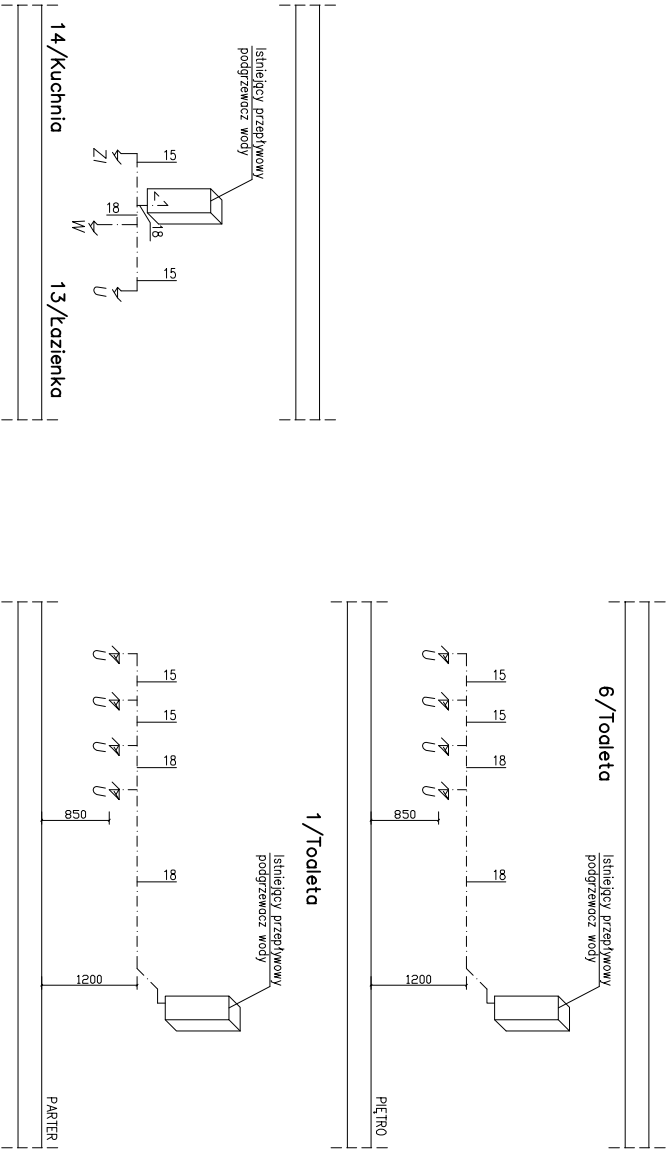 Istniejący przepływowy
podgrzewacz wody
15
18
18
15
ZI
W
U
14/Kuchnia
13/Łazienka
6/Toaleta
Istniejący przepływowy
podgrzewacz wody
15
15
18
18
U
U
U
U
850
1200
PIĘTRO
1/Toaleta
Istniejący przepływowy
podgrzewacz wody
15
15
18
18
U
U
U
U
850
1200
PARTER